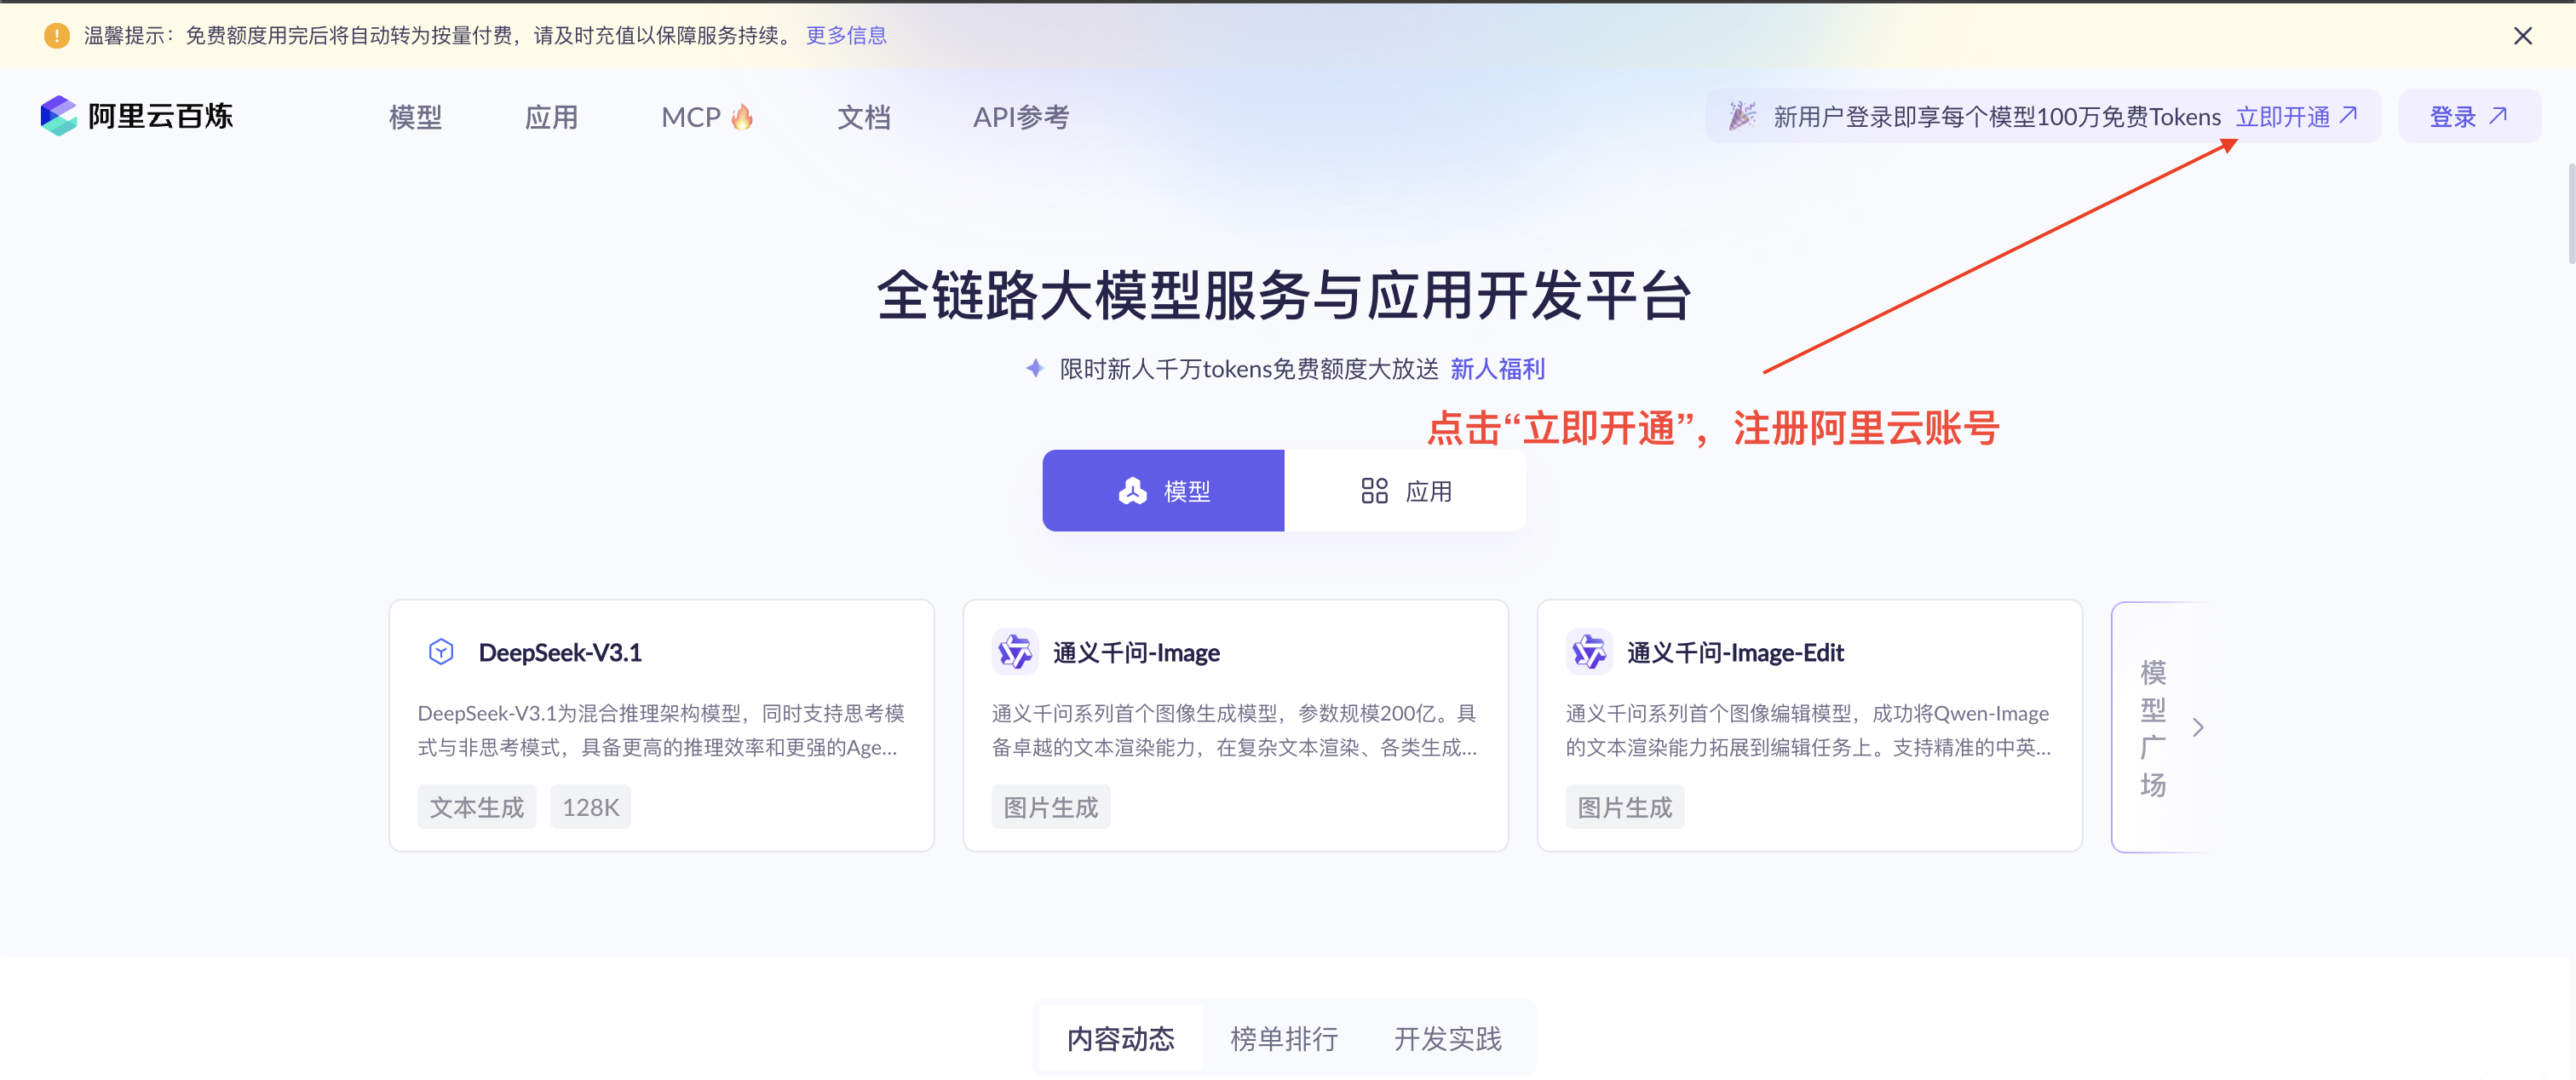 温馨提示：免费额度用完后将自动转为按量付费，请及时充值以保障服务持续。 更多信息
阿里云百炼
模型
应用
MCP
文档
API参考
新用户登录即享每个模型100万免费Tokens 立即开通
登录
全链路大模型服务与应用开发平台
限时新人千万tokens免费额度大放送 新人福利
点击“立即开通”，注册阿里云账号
模型
应用
DeepSeek-V3.1
DeepSeek-V3.1为混合推理架构模型，同时支持思考模
式与非思考模式，具备更高的推理效率和更强的Age...
文本生成
128K
通义千问-Image
通义千问系列首个图像生成模型，参数规模200亿。具
备卓越的文本渲染能力，在复杂文本渲染、各类生成...
图片生成
通义千问-Image-Edit
通义千问系列首个图像编辑模型，成功将Qwen-Image
的文本渲染能力拓展到编辑任务上。支持精准的中英...
图片生成
模型广场
内容动态
榜单排行
开发实践